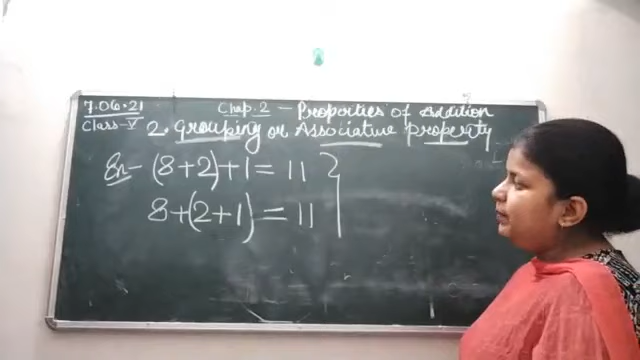 7.06.21 Chap. 2 - Properties of Addition
Class-V 2. Grouping or Associative property
Ex- (8+2)+1 = 11
8+(2+1) = 11